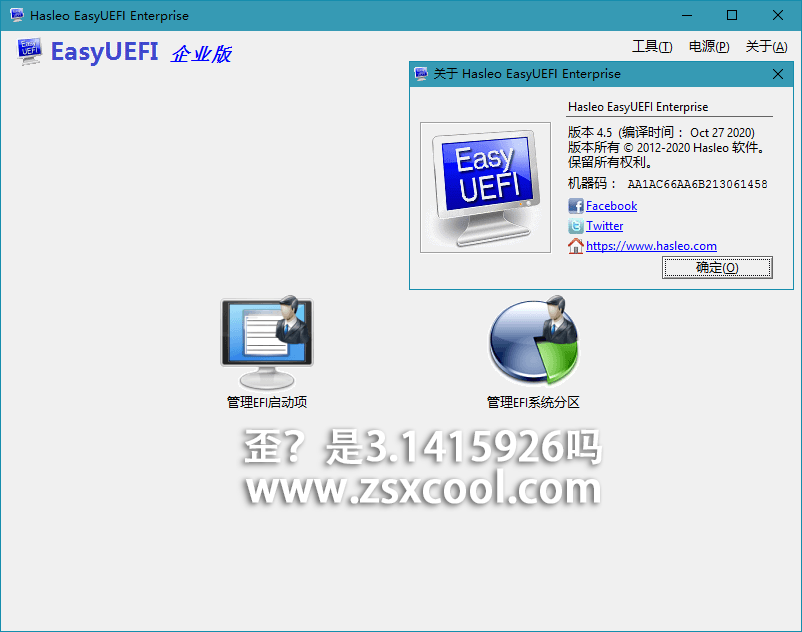 Hasleo EasyUEFI Enterprise
EasyUEFI 企业版
工具(T) 电源(P) 关于(A)
关于 Hasleo EasyUEFI Enterprise
Hasleo EasyUEFI Enterprise
版本 4.5 (编译时间： Oct 27 2020)
版本所有 © 2012-2020 Hasleo 软件。
保留所有权利。
机器码： AA1AC66AA6B213061458
Facebook
Twitter
https://www.hasleo.com
确定(O)
Easy
UEFI
管理EFI启动项
管理EFI系统分区
歪？是3.1415926吗
www.zsxcool.com